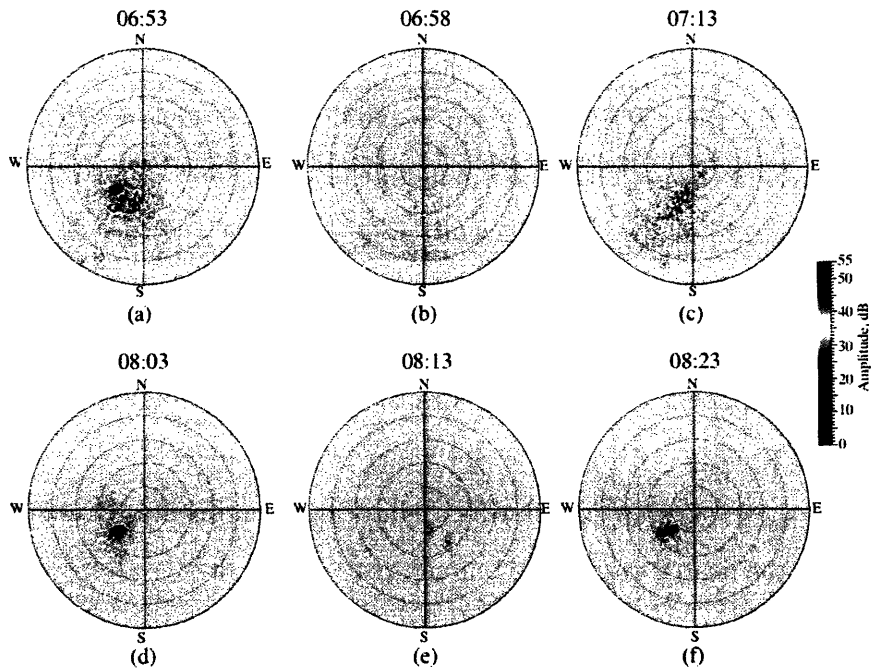 06:53 06:58 07:13
N N N
W E W E W E
S S S
(a) (b) (c)
55
50
40
30
20
10
0
Amplitude, dB
08:03 08:13 08:23
N N N
W E W E W E
S S S
(d) (e) (f)